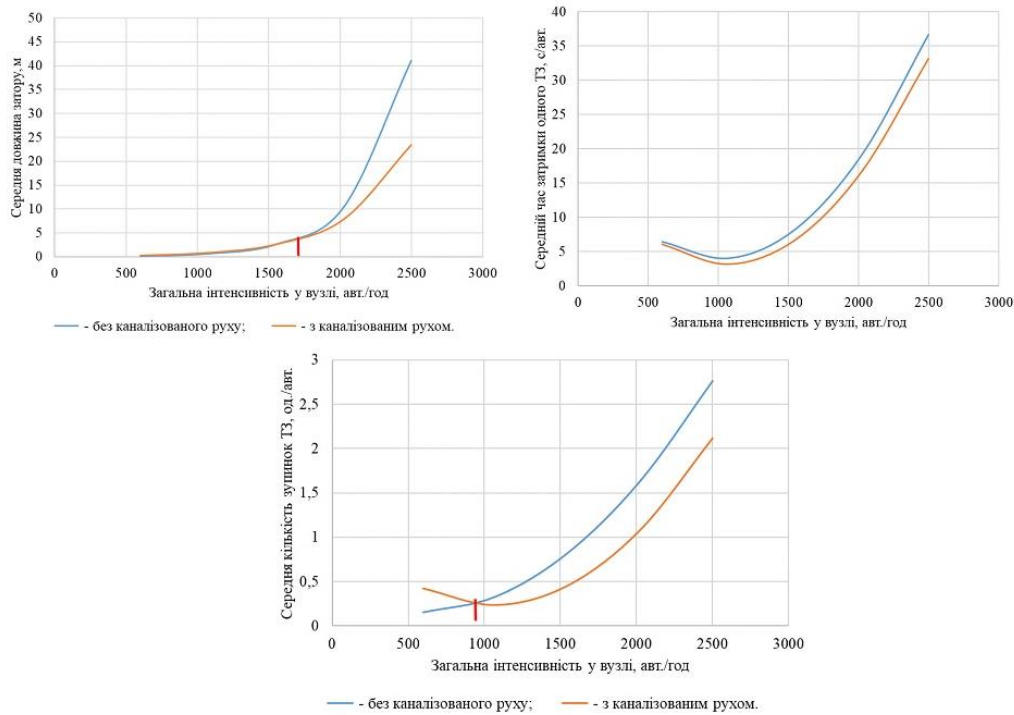 Середня довжина затору, м
50
45
40
35
30
25
20
15
10
5
0
0 500 1000 1500 2000 2500 3000
Загальна інтенсивність у вузлі, авт./год
- без каналізованого руху; - з каналізованим рухом.
Середній час затримки одного ТЗ, с/авт.
40
35
30
25
20
15
10
5
0
0 500 1000 1500 2000 2500 3000
Загальна інтенсивність у вузлі, авт./год
Середня кількість зупинок ТЗ, од./авт.
3
2,5
2
1,5
1
0,5
0
0 500 1000 1500 2000 2500 3000
Загальна інтенсивність у вузлі, авт./год
- без каналізованого руху; - з каналізованим рухом.